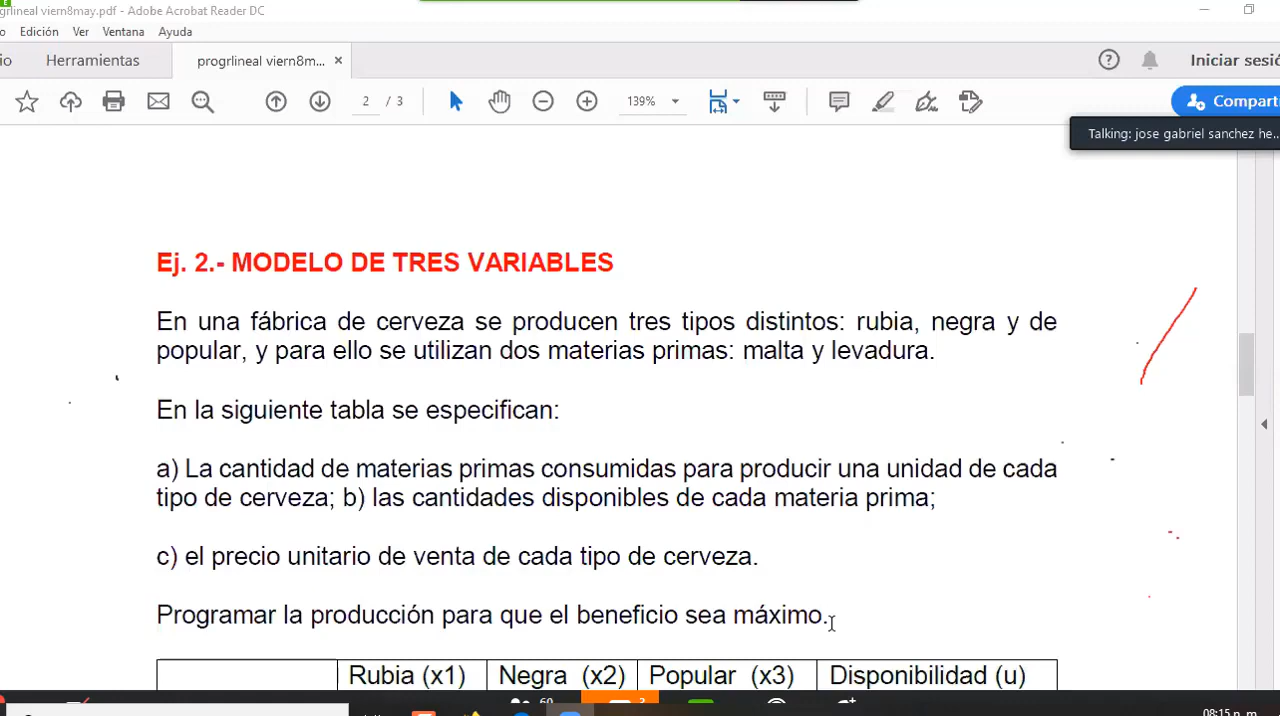 grlineal viern8may.pdf - Adobe Acrobat Reader DC
Edición Ver Ventana Ayuda
Herramientas progrlineal viern8m... × Iniciar sesió
2 / 3 139% Comparti
Talking: jose gabriel sanchez he...
Ej. 2.- MODELO DE TRES VARIABLES
En una fábrica de cerveza se producen tres tipos distintos: rubia, negra y de
popular, y para ello se utilizan dos materias primas: malta y levadura.
En la siguiente tabla se especifican:
a) La cantidad de materias primas consumidas para producir una unidad de cada
tipo de cerveza; b) las cantidades disponibles de cada materia prima;
c) el precio unitario de venta de cada tipo de cerveza.
Programar la producción para que el beneficio sea máximo.
Rubia (x1) Negra (x2) Popular (x3) Disponibilidad (u)
08:15 p. m.